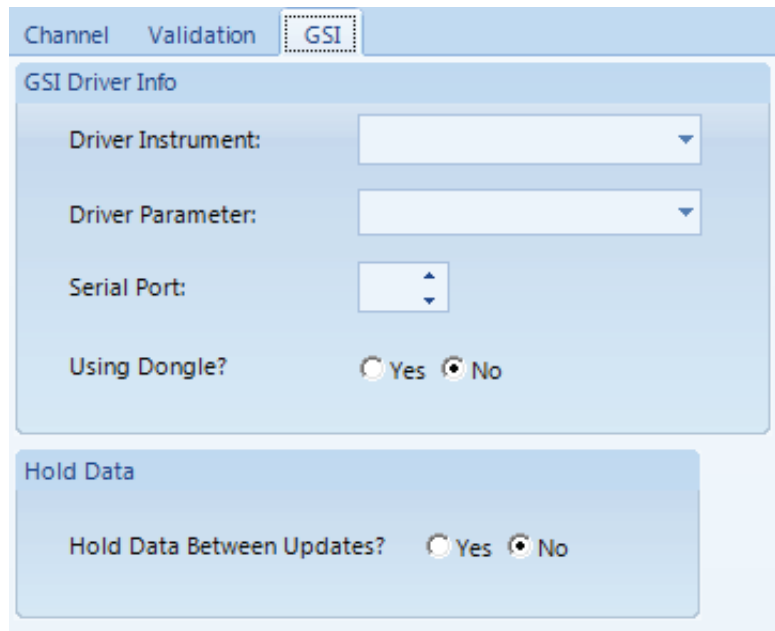 Channel Validation GSI
GSI Driver Info
Driver Instrument:
Driver Parameter:
Serial Port:
Using Dongle? Yes No
Hold Data
Hold Data Between Updates? Yes No